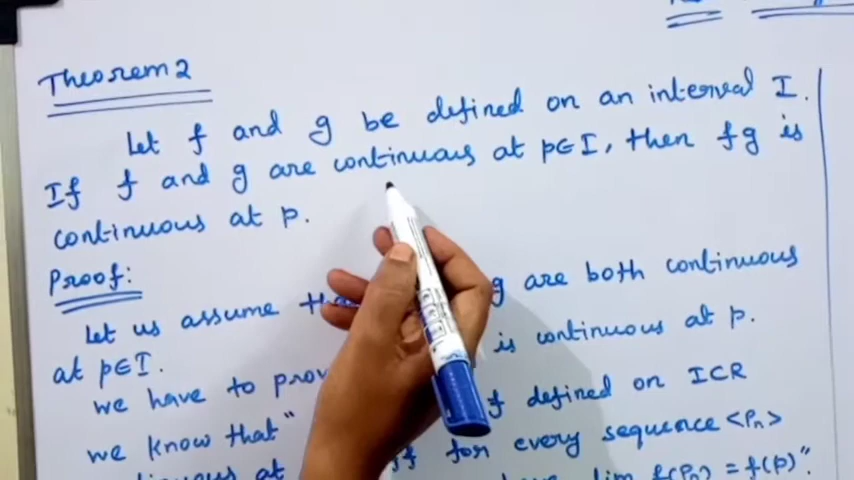 Theorem 2
Let f and g be defined on an interval I.
If f and g are continuous at p∈I, then fg is
continuous at p.
Proof:
Let us assume g are both continuous
at p∈I.
we have to is continuous at p.
we know that " f defined on I⊂R
at iff for every sequence <Pn>
lim f(Pn) = f(p)".